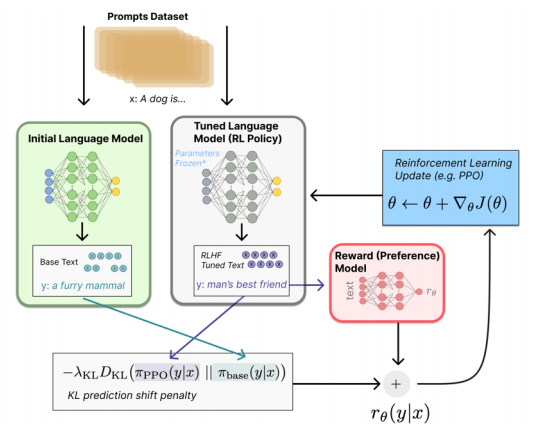 Prompts Dataset
x: A dog is...
Initial Language Model
Tuned Language
Model (RL Policy)
Parameters
Frozen*
Base Text
y: a furry mammal
RLHF
Tuned Text
y: man's best friend
Reinforcement Learning
Update (e.g. PPO)
θ ← θ + ∇θJ(θ)
Reward (Preference)
Model
text
rθ
−λKL DKL(πPPO(y|x) || πbase(y|x))
KL prediction shift penalty
+
rθ(y|x)